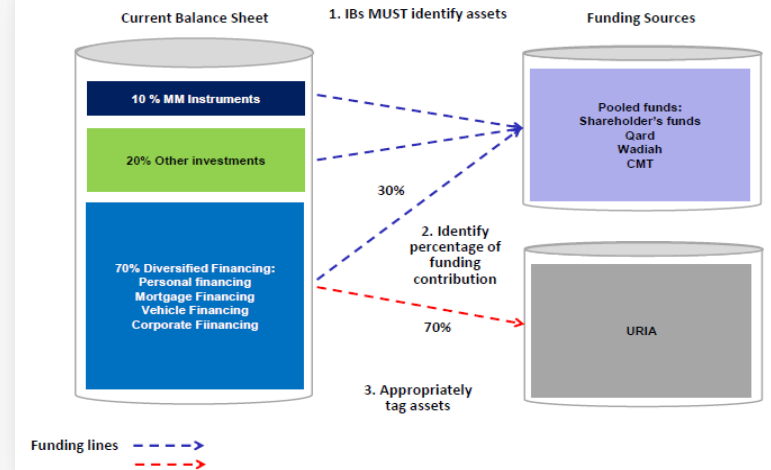 Current Balance Sheet
1. IBs MUST identify assets
Funding Sources
10 % MM Instruments
20% Other investments
70% Diversified Financing:
Personal financing
Mortgage Financing
Vehicle Financing
Corporate Fiinancing
30%
2. Identify
percentage of
funding
contribution
70%
3. Appropriately
tag assets
Pooled funds:
Shareholder's funds
Qard
Wadiah
CMT
URIA
Funding lines